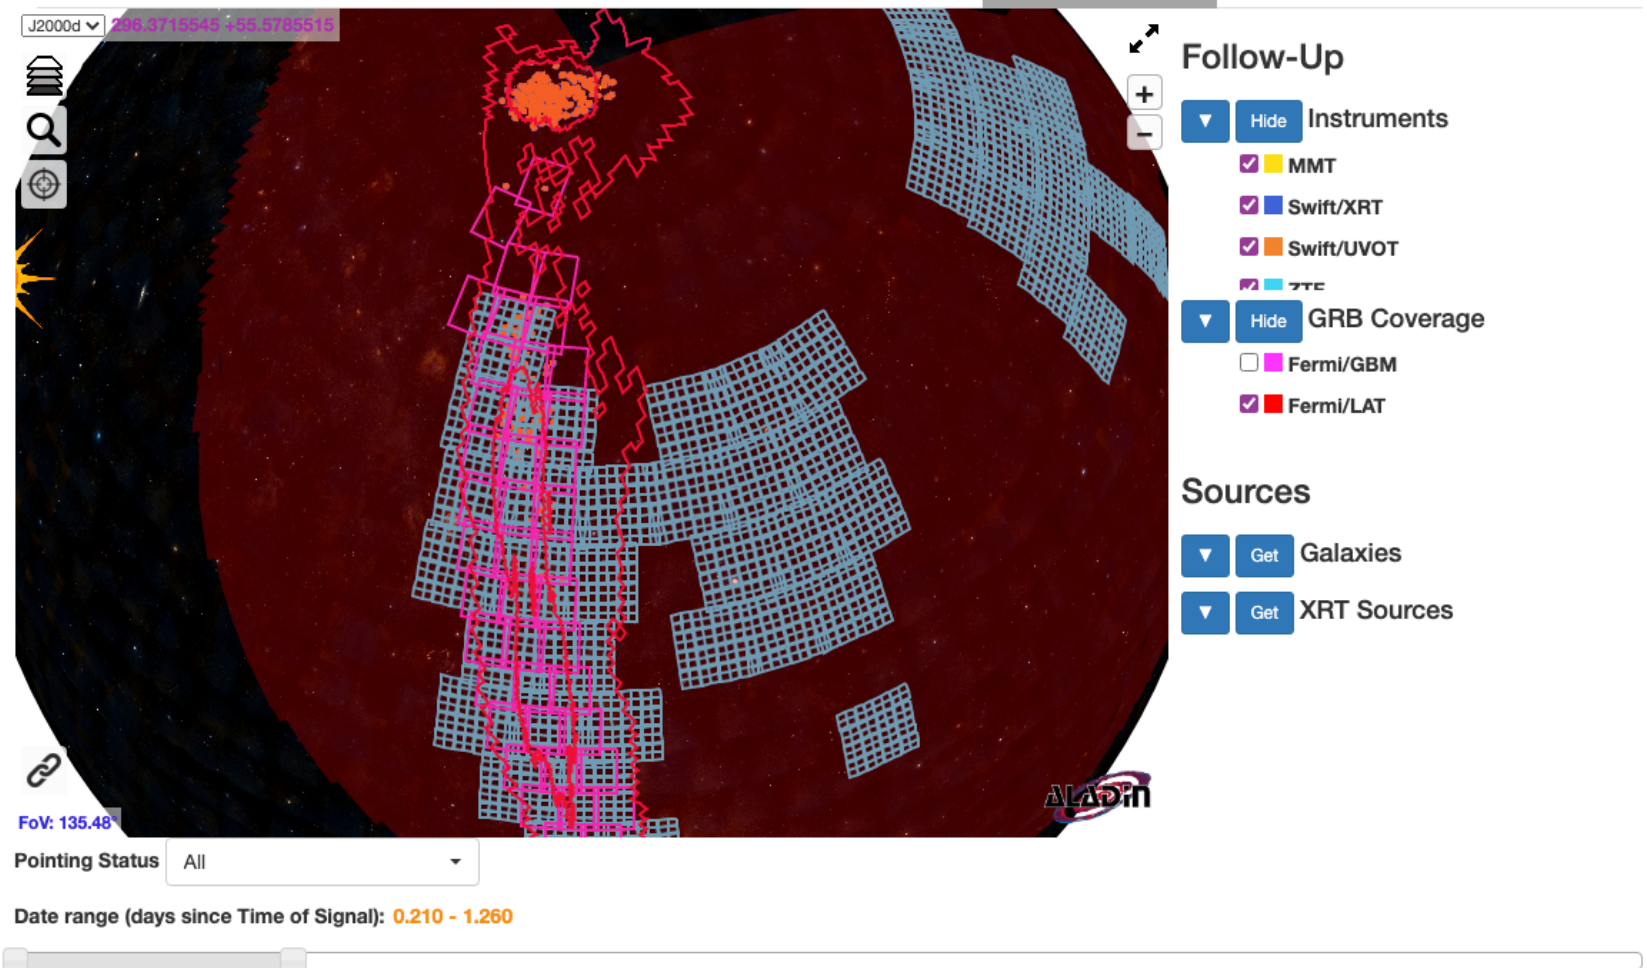 J2000d
296.3715545 +55.5785515
+
−
Follow-Up
▼ Hide Instruments
MMT
Swift/XRT
Swift/UVOT
ZTF
▼ Hide GRB Coverage
Fermi/GBM
Fermi/LAT
Sources
▼ Get Galaxies
▼ Get XRT Sources
ALADIN
FoV: 135.48°
Pointing Status All
Date range (days since Time of Signal): 0.210 - 1.260